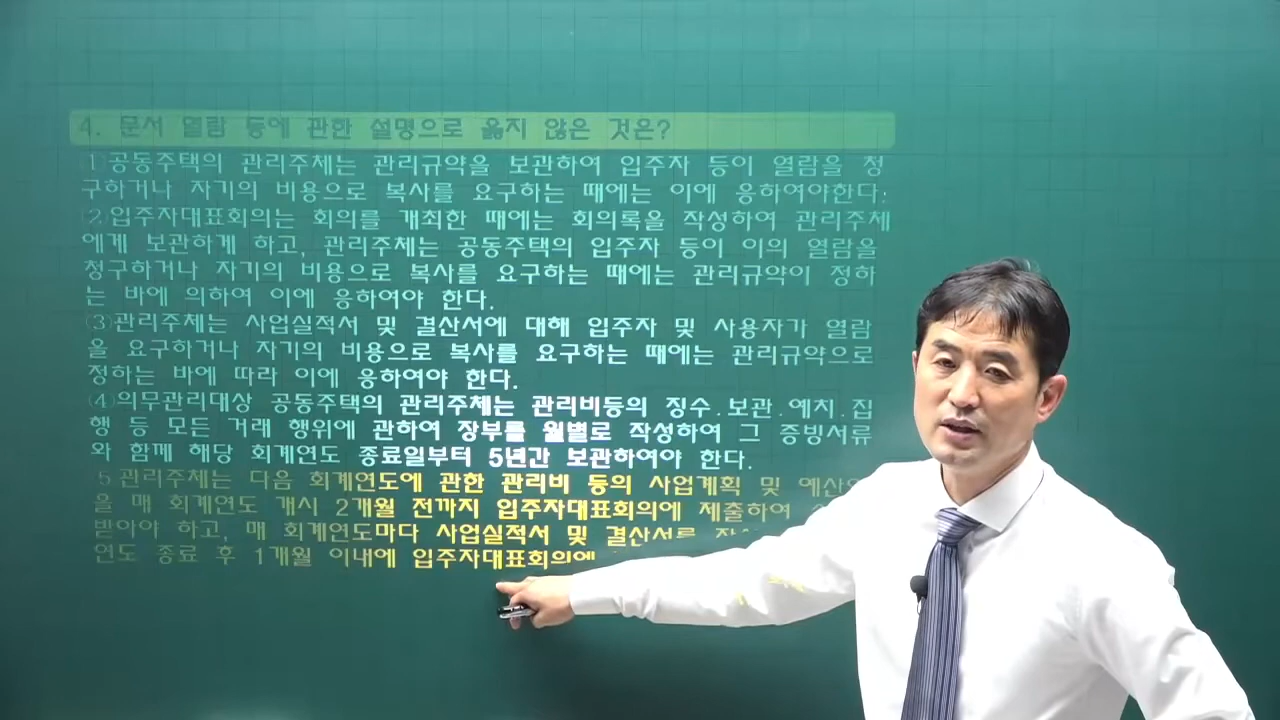 4. 문서 열람 등에 관한 설명으로 옳지 않은 것은?
(1)공동주택의 관리주체는 관리규약을 보관하여 입주자 등이 열람을 청
구하거나 자기의 비용으로 복사를 요구하는 때에는 이에 응하여야한다.
(2)입주자대표회의는 회의를 개최한 때에는 회의록을 작성하여 관리주체
에게 보관하게 하고, 관리주체는 공동주택의 입주자 등이 이의 열람을
청구하거나 자기의 비용으로 복사를 요구하는 때에는 관리규약이 정하
는 바에 의하여 이에 응하여야 한다.
(3)관리주체는 사업실적서 및 결산서에 대해 입주자 및 사용자가 열람
을 요구하거나 자기의 비용으로 복사를 요구하는 때에는 관리규약으로
정하는 바에 따라 이에 응하여야 한다.
(4)의무관리대상 공동주택의 관리주체는 관리비등의 징수.보관.예치.집
행 등 모든 거래 행위에 관하여 장부를 월별로 작성하여 그 증빙서류
와 함께 해당 회계연도 종료일부터 5년간 보관하여야 한다.
5 관리주체는 다음 회계연도에 관한 관리비 등의 사업계획 및
을 매 회계연도 개시 2개월 전까지 입주자대표회의에 제출하여
받아야 하고, 매 회계연도마다 사업실적서 및 결산서를
연도 종료 후 1개월 이내에 입주자대표회의에